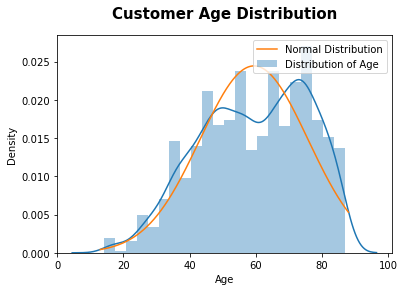 Customer Age Distribution
Normal Distribution
Distribution of Age
0.025
0.020
0.015
0.010
0.005
0.000
Density
0 20 40 60 80 100
Age